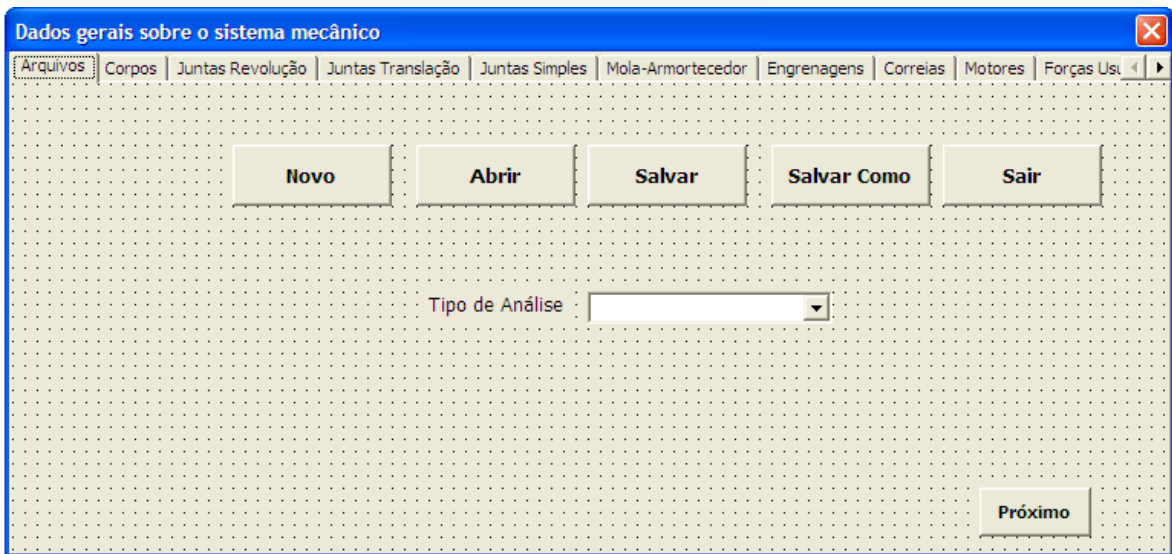 Dados gerais sobre o sistema mecânico
Arquivos Corpos Juntas Revolução Juntas Translação Juntas Simples Mola-Armortecedor Engrenagens Correias Motores Forças
Novo Abrir Salvar Salvar Como Sair
Tipo de Análise
Próximo